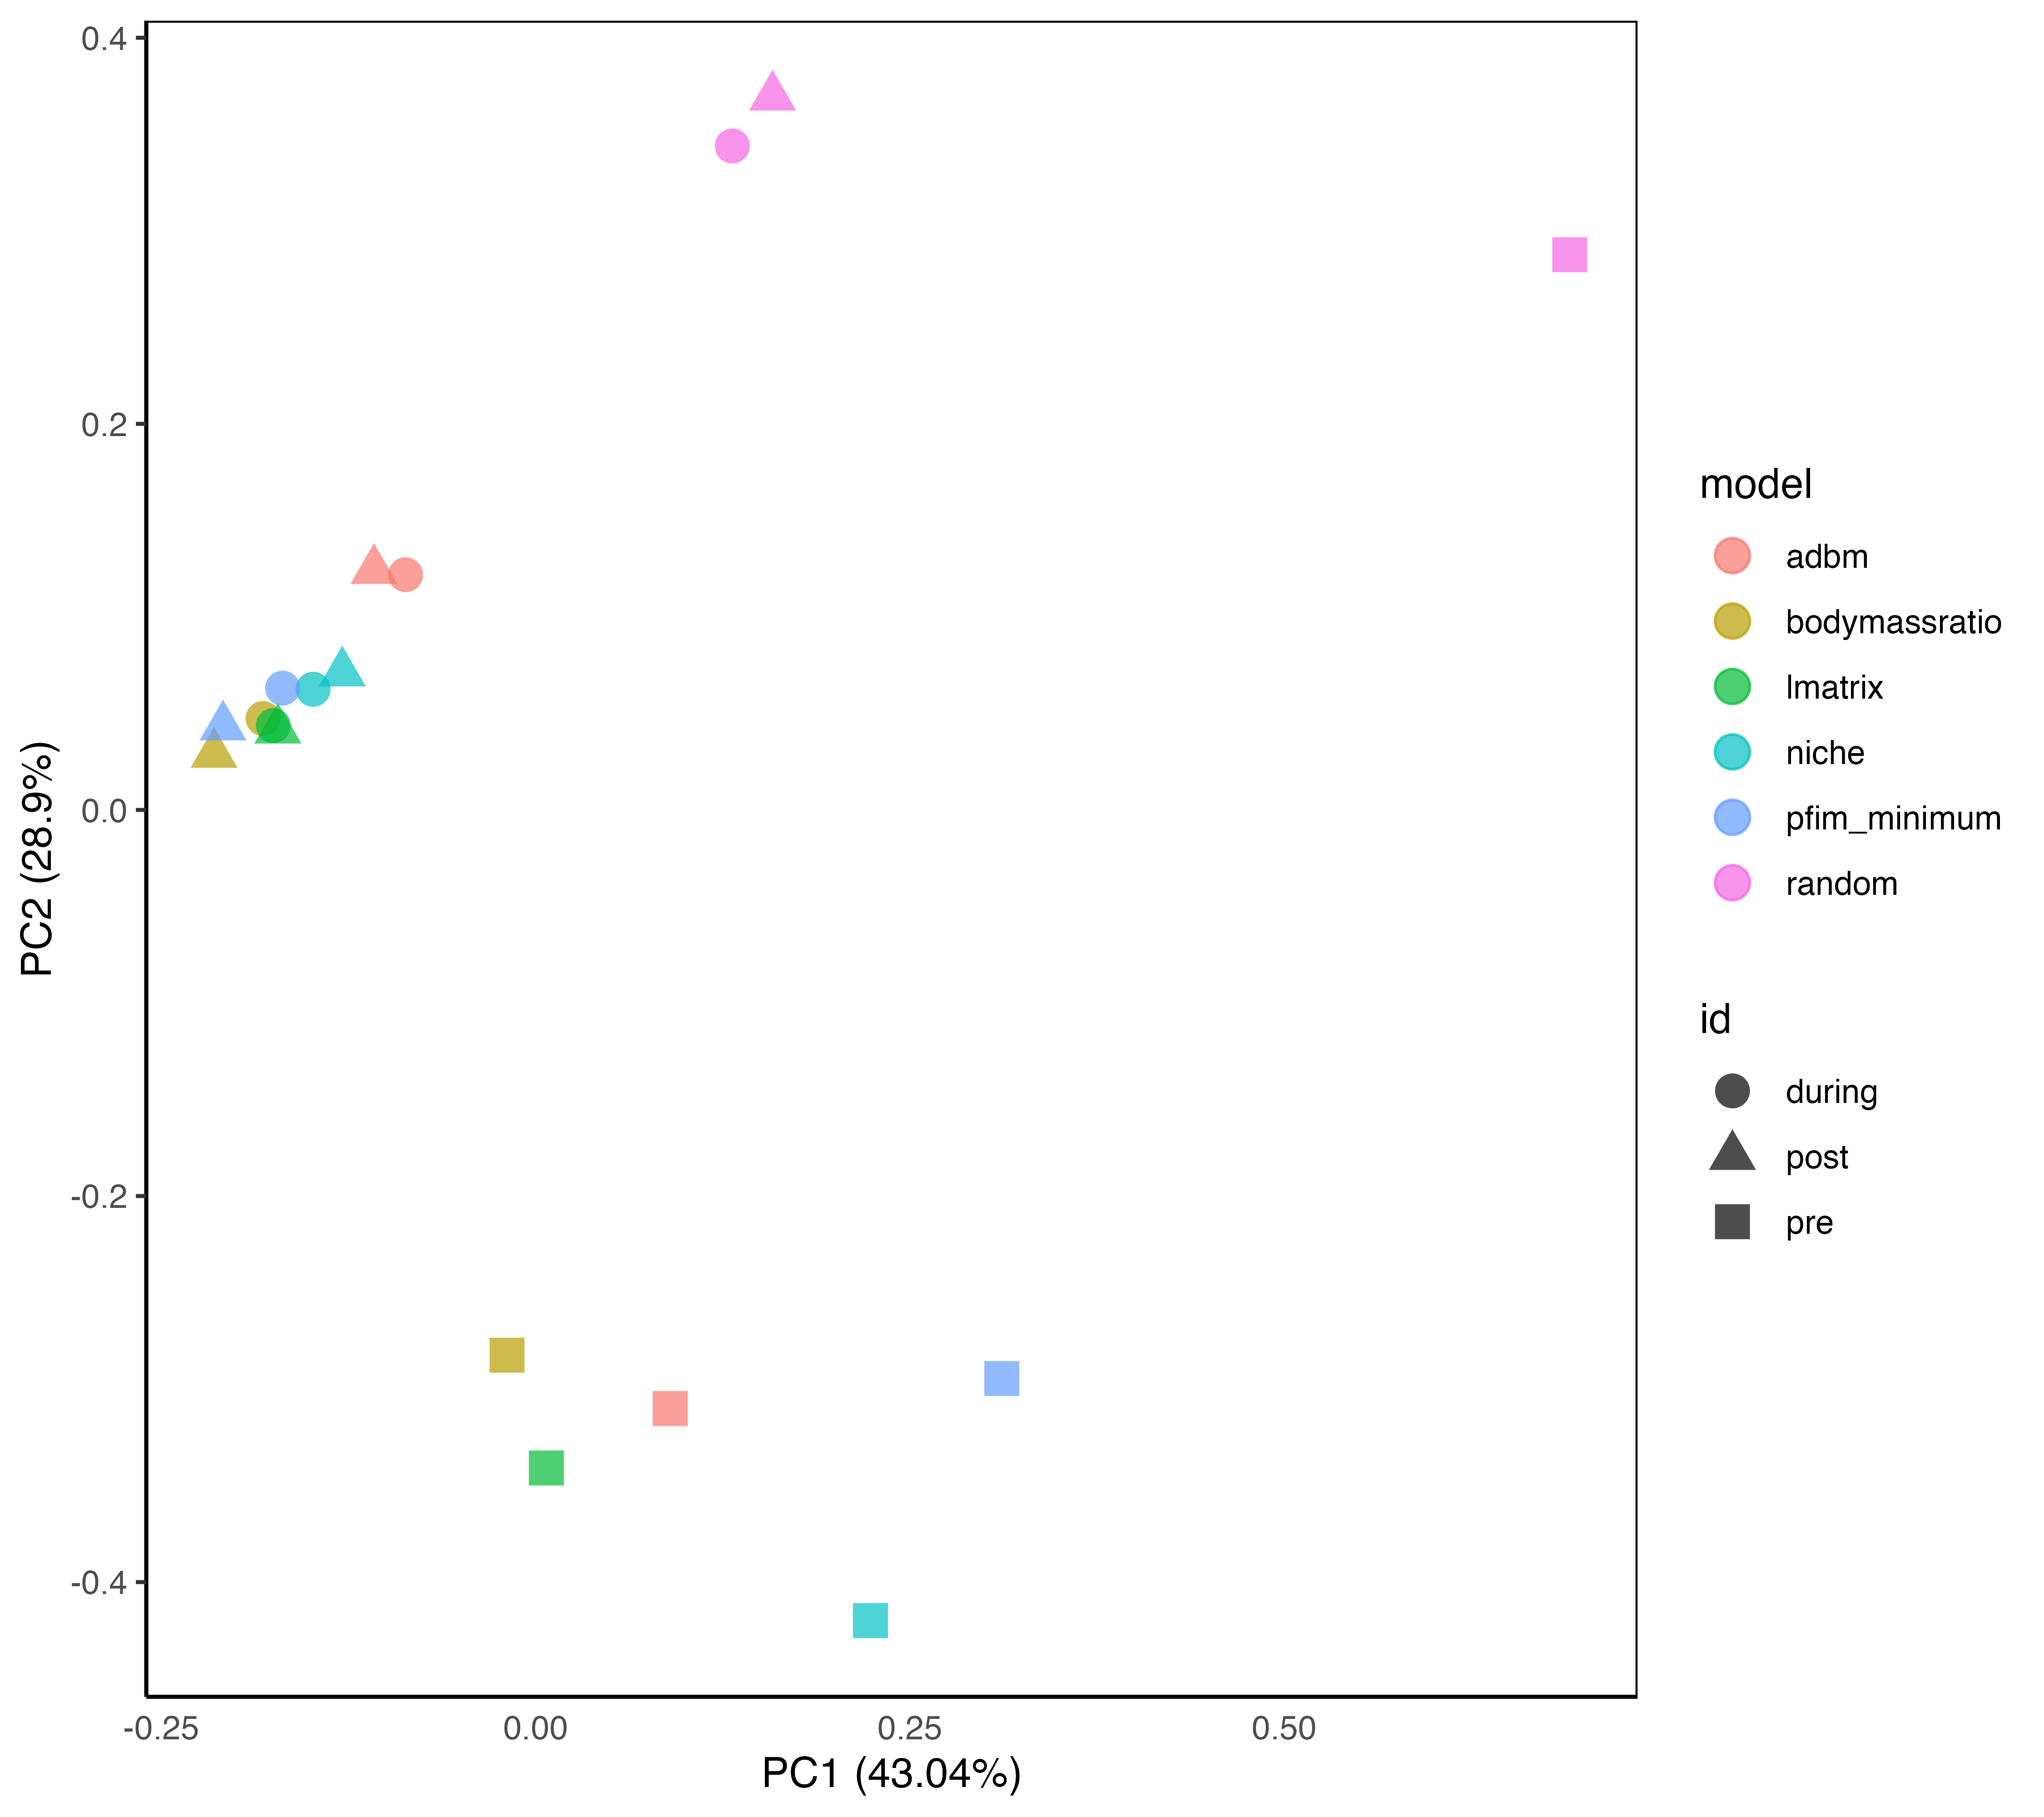 0.4
0.2
0.0
-0.2
-0.4
PC2 (28.9%)
-0.25
0.00
0.25
0.50
PC1 (43.04%)
model
adbm
bodymassratio
lmatrix
niche
pfim_minimum
random
id
during
post
pre